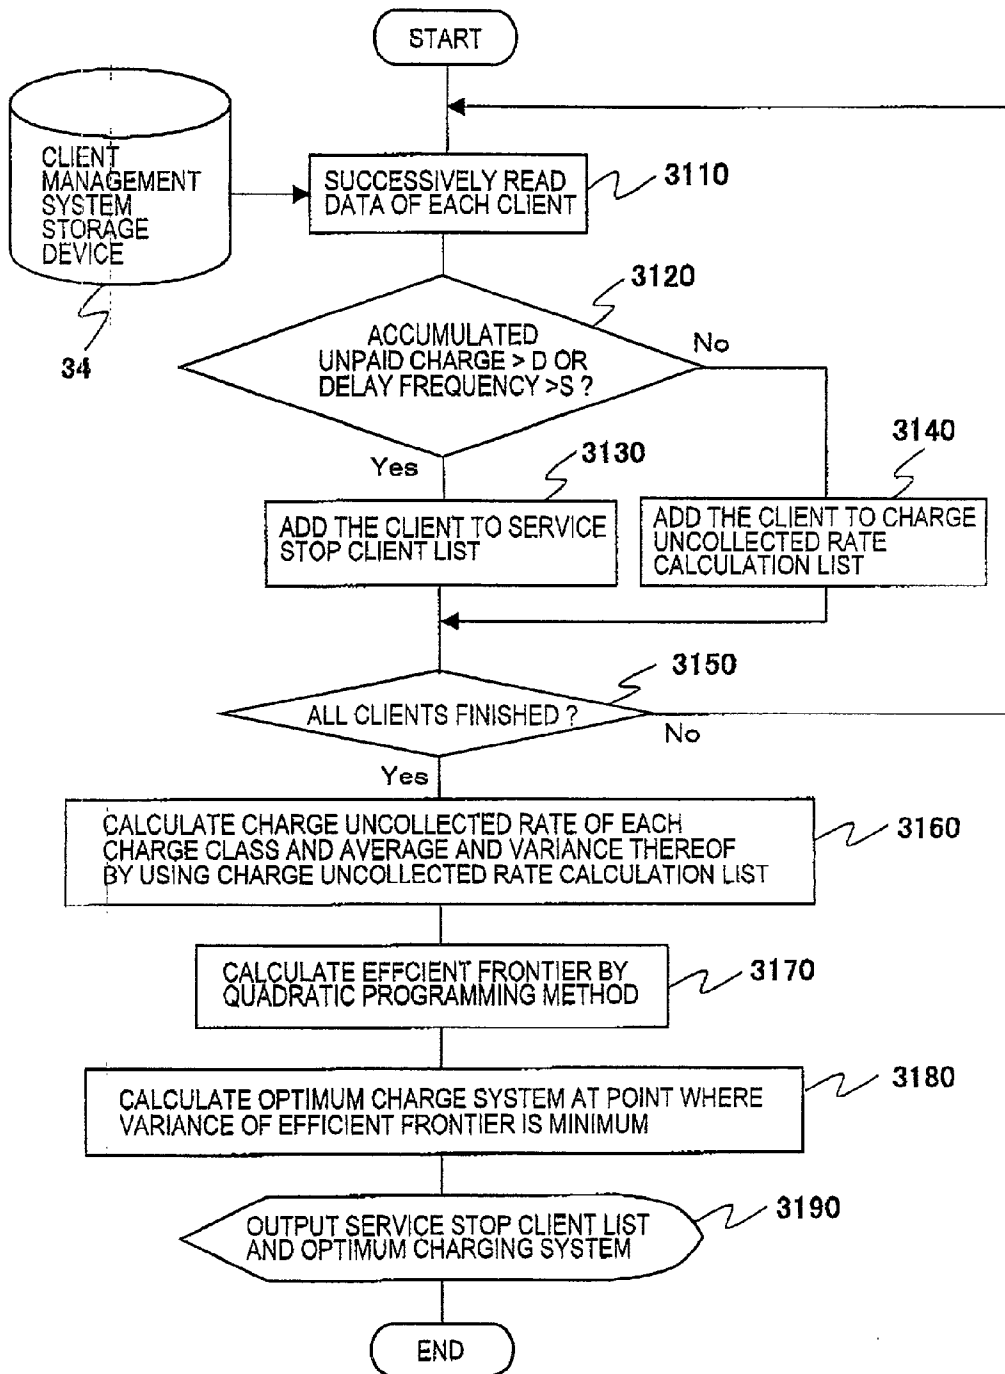 START
CLIENT
MANAGEMENT
SYSTEM
STORAGE
DEVICE
34
SUCCESSIVELY READ
DATA OF EACH CLIENT
3110
3120
ACCUMULATED
UNPAID CHARGE > D OR
DELAY FREQUENCY >S ?
No
Yes
3130
3140
ADD THE CLIENT TO SERVICE
STOP CLIENT LIST
ADD THE CLIENT TO CHARGE
UNCOLLECTED RATE
CALCULATION LIST
3150
ALL CLIENTS FINISHED ?
No
Yes
CALCULATE CHARGE UNCOLLECTED RATE OF EACH
CHARGE CLASS AND AVERAGE AND VARIANCE THEREOF
BY USING CHARGE UNCOLLECTED RATE CALCULATION LIST
3160
CALCULATE EFFCIENT FRONTIER BY
QUADRATIC PROGRAMMING METHOD
3170
CALCULATE OPTIMUM CHARGE SYSTEM AT POINT WHERE
VARIANCE OF EFFICIENT FRONTIER IS MINIMUM
3180
OUTPUT SERVICE STOP CLIENT LIST
AND OPTIMUM CHARGING SYSTEM
3190
END